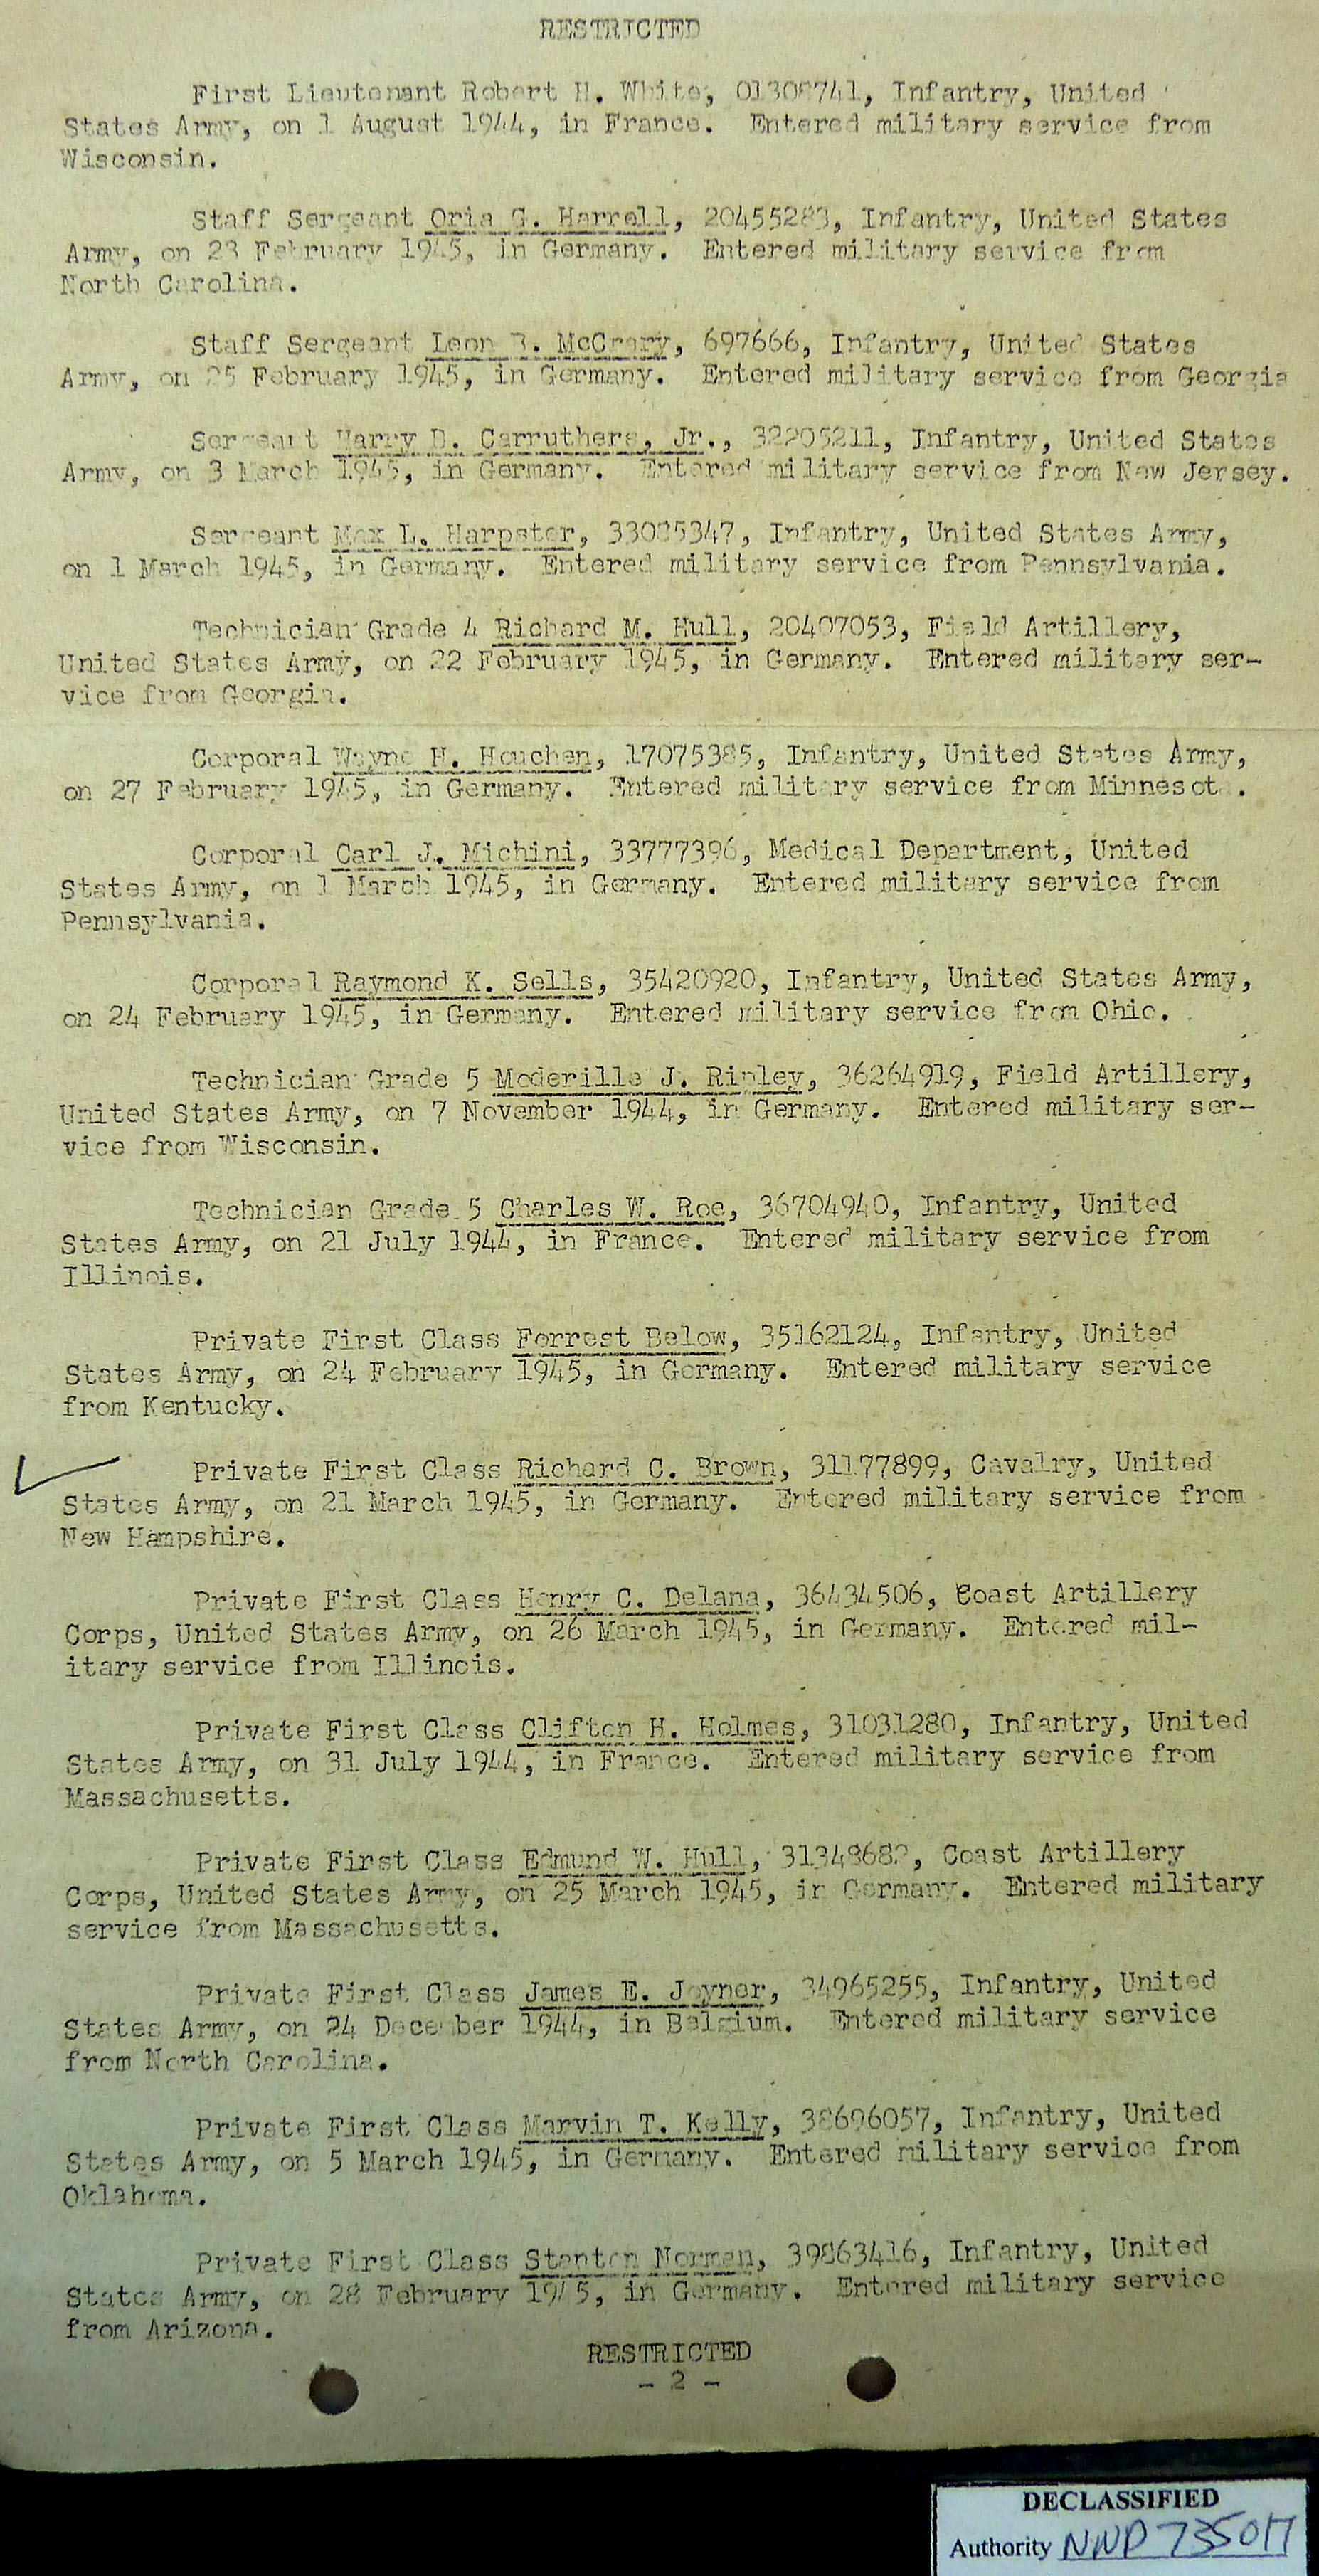 RESTRICTED
First Lieutenant Robert H. White, United
States Army, on 1 August 1944, in France. Entered military service from
Wisconsin.
Staff Sergeant Oria G. Harrell, 20455283, Infantry, United States
Army, on 23 February 1945, in Germany. Entered military service from
North Carolina.
Staff Sergeant Leon B. McCrary, 697666, Infantry, United States
Army, on 25 February 1945, in Germany. Entered military service from Georgia
Sergeant Harry D. Carruthers, Jr., 32205211, Infantry, United States
Army, on 3 March 1945, in Germany. Entered military service from New Jersey.
Sergeant Max L. Harpster, 33085347, Infantry, United States Army,
on 1 March 1945, in Germany. Entered military service from Pennsylvania.
Technician Grade 4 Richard M. Hull, 20407053, Field Artillery,
United States Army, on 22 February 1945, in Germany. Entered military ser-
vice from Georgia.
Corporal Wayne H. Houchen, 17075385, Infantry, United States Army,
on 27 February 1945, in Germany. Entered military service from Minnesota.
Corporal Carl J. Michini, 33777396, Medical Department, United
States Army, on 1 March 1945, in Germany. Entered military service from
Pennsylvania.
Corporal Raymond K. Sells, 35420920, Infantry, United States Army,
on 24 February 1945, in Germany. Entered military service from Ohio.
Technician Grade 5 Moderille J. Ripley, 36264919, Field Artillery,
United States Army, on 7 November 1944, in Germany. Entered military ser-
vice from Wisconsin.
Technician Grade 5 Charles W. Roe, 36704940, Infantry, United
States Army, on 21 July 1944, in France. Entered military service from
Illinois.
Private First Class Forrest Below, 35162124, Infantry, United
States Army, on 24 February 1945, in Germany. Entered military service
from Kentucky.
Private First Class Richard C. Brown, 31177899, Cavalry, United
States Army, on 21 March 1945, in Germany. Entered military service from
New Hampshire.
Private First Class Henry C. Delana, 36434506, Coast Artillery
Corps, United States Army, on 26 March 1945, in Germany. Entered mil-
itary service from Illinois.
Private First Class Clifton H. Holmes, 31031280, Infantry, United
States Army, on 31 July 1944, in France. Entered military service from
Massachusetts.
Private First Class Edmund W. Hull, Coast Artillery
Corps, United States Army, on 25 March 1945, in Germany. Entered military
service from Massachusetts.
Private First Class James E. Joyner, 34965255, Infantry, United
States Army, on 24 December 1944, in Belgium. Entered military service
from North Carolina.
Private First Class Marvin T. Kelly, 38696057, Infantry, United
States Army, on 5 March 1945, in Germany. Entered military service from
Oklahoma.
Private First Class Stanton Norman, 39863416, Infantry, United
States Army, on 28 February 1945, in Germany. Entered military service
from Arizona.
RESTRICTED
- 2 -
DECLASSIFIED
Authority NND 735017